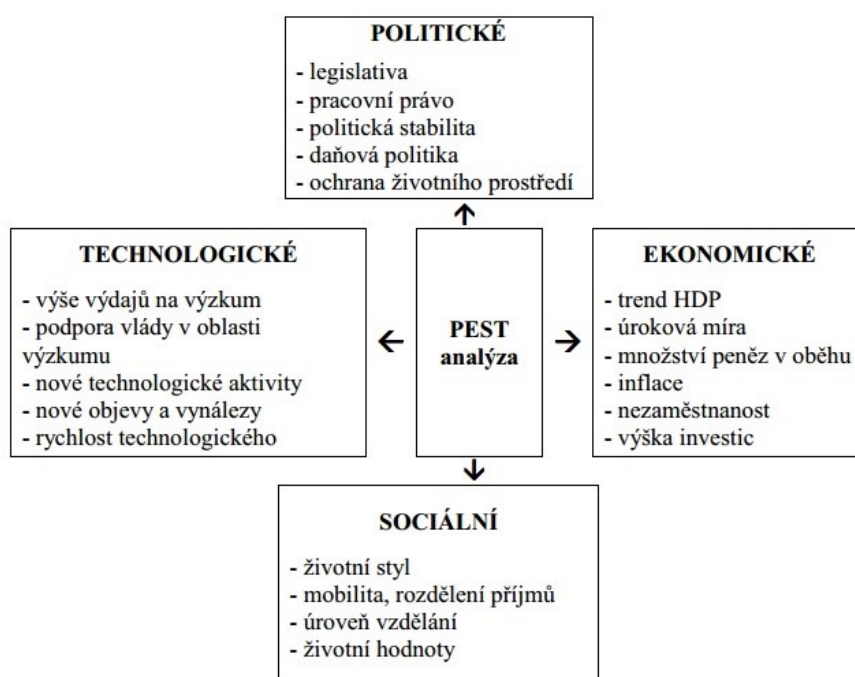 POLITICKÉ
- legislativa
- pracovní právo
- politická stabilita
- daňová politika
- ochrana životního prostředí
TECHNOLOGICKÉ
- výše výdajů na výzkum
- podpora vlády v oblasti
výzkumu
- nové technologické aktivity
- nové objevy a vynálezy
- rychlost technologického
PEST
analýza
EKONOMICKÉ
- trend HDP
- úroková míra
- množství peněz v oběhu
- inflace
- nezaměstnanost
- výška investic
SOCIÁLNÍ
- životní styl
- mobilita, rozdělení příjmů
- úroveň vzdělání
- životní hodnoty